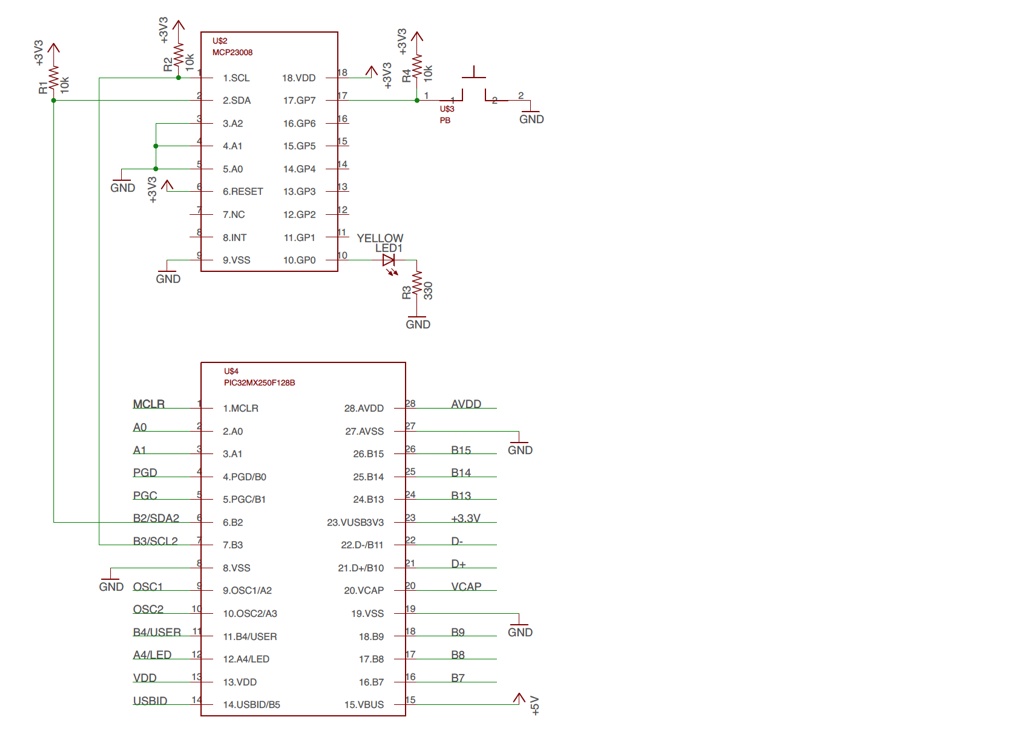 +3V3
R2
10k
+3V3
R1
10k
U$2
MCP23008
1 1.SCL 18.VDD 18
2 2.SDA 17.GP7 17
3 3.A2 16.GP6 16
4 4.A1 15.GP5 15
5 5.A0 14.GP4 14
6 6.RESET 13.GP3 13
7 7.NC 12.GP2 12
8 8.INT 11.GP1 11
9 9.VSS 10.GP0 10
+3V3
+3V3
R4
10k
1 1 2 2
U$3
PB
GND
GND
+3V3
GND
YELLOW
LED1
R3
330
GND
U$4
PIC32MX250F128B
MCLR 1 1.MCLR 28.AVDD 28 AVDD
A0 2 2.A0 27.AVSS 27
GND
A1 3 3.A1 26.B15 26 B15
PGD 4 4.PGD/B0 25.B14 25 B14
PGC 5 5.PGC/B1 24.B13 24 B13
B2/SDA2 6 6.B2 23.VUSB3V3 23 +3.3V
B3/SCL2 7 7.B3 22.D-/B11 22 D-
8 8.VSS 21.D+/B10 21 D+
GND
OSC1 9 9.OSC1/A2 20.VCAP 20 VCAP
OSC2 10 10.OSC2/A3 19.VSS 19
GND
B4/USER 11 11.B4/USER 18.B9 18 B9
A4/LED 12 12.A4/LED 17.B8 17 B8
VDD 13 13.VDD 16.B7 16 B7
USBID 14 14.USBID/B5 15.VBUS 15
+5V